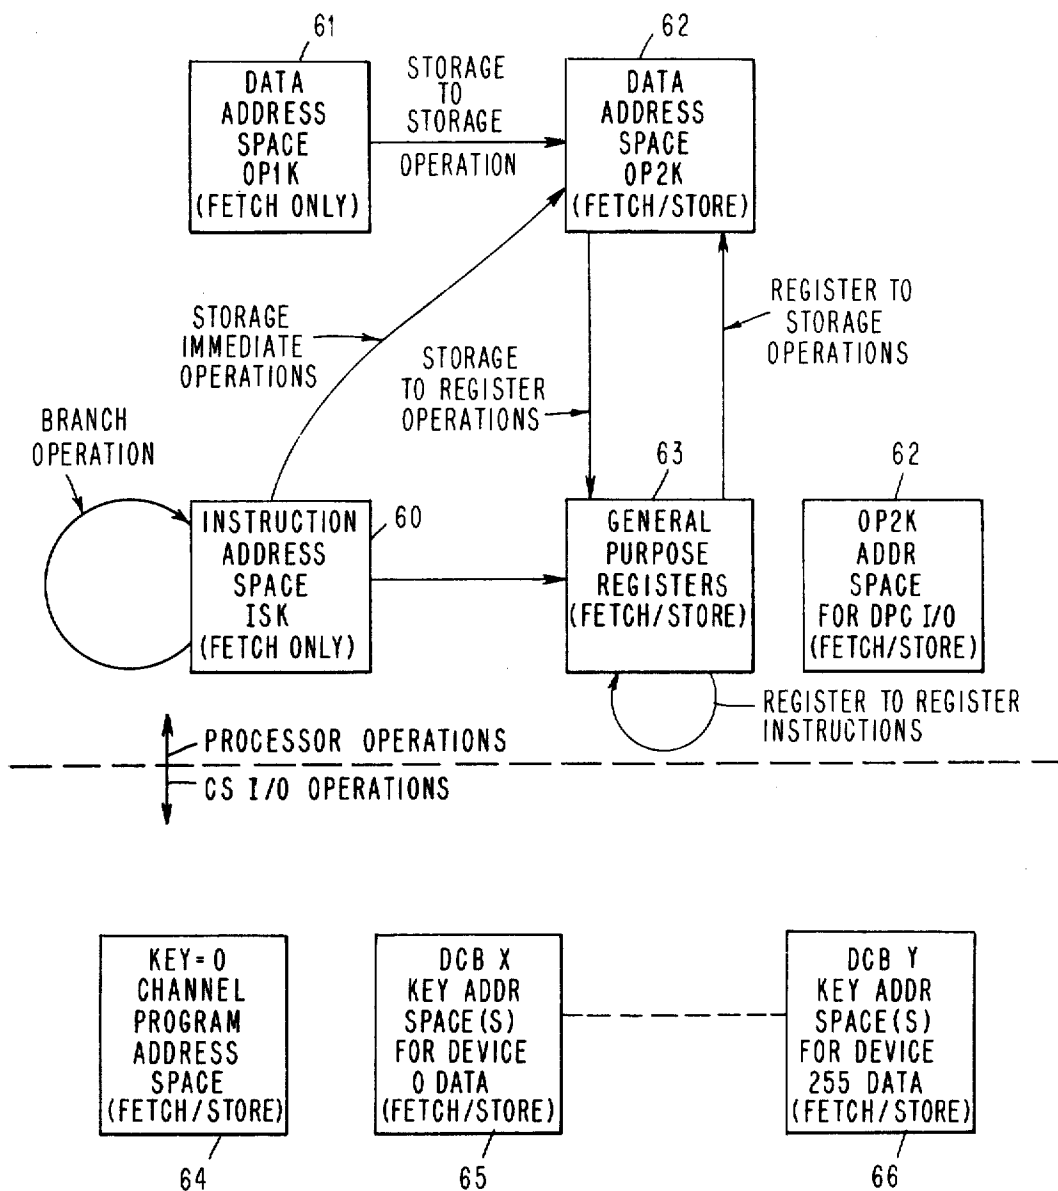 61
DATA
ADDRESS
SPACE
OP1K
(FETCH ONLY)
STORAGE
TO
STORAGE
OPERATION
62
DATA
ADDRESS
SPACE
OP2K
(FETCH/STORE)
STORAGE
IMMEDIATE
OPERATIONS
STORAGE
TO REGISTER
OPERATIONS
REGISTER TO
STORAGE
OPERATIONS
BRANCH
OPERATION
INSTRUCTION
ADDRESS
SPACE
ISK
(FETCH ONLY)
60
63
GENERAL
PURPOSE
REGISTERS
(FETCH/STORE)
62
OP2K
ADDR
SPACE
FOR DPC I/O
(FETCH/STORE)
REGISTER TO REGISTER
INSTRUCTIONS
PROCESSOR OPERATIONS
CS I/O OPERATIONS
KEY=0
CHANNEL
PROGRAM
ADDRESS
SPACE
(FETCH/STORE)
64
DCB X
KEY ADDR
SPACE(S)
FOR DEVICE
0 DATA
(FETCH/STORE)
65
DCB Y
KEY ADDR
SPACE(S)
FOR DEVICE
255 DATA
(FETCH/STORE)
66